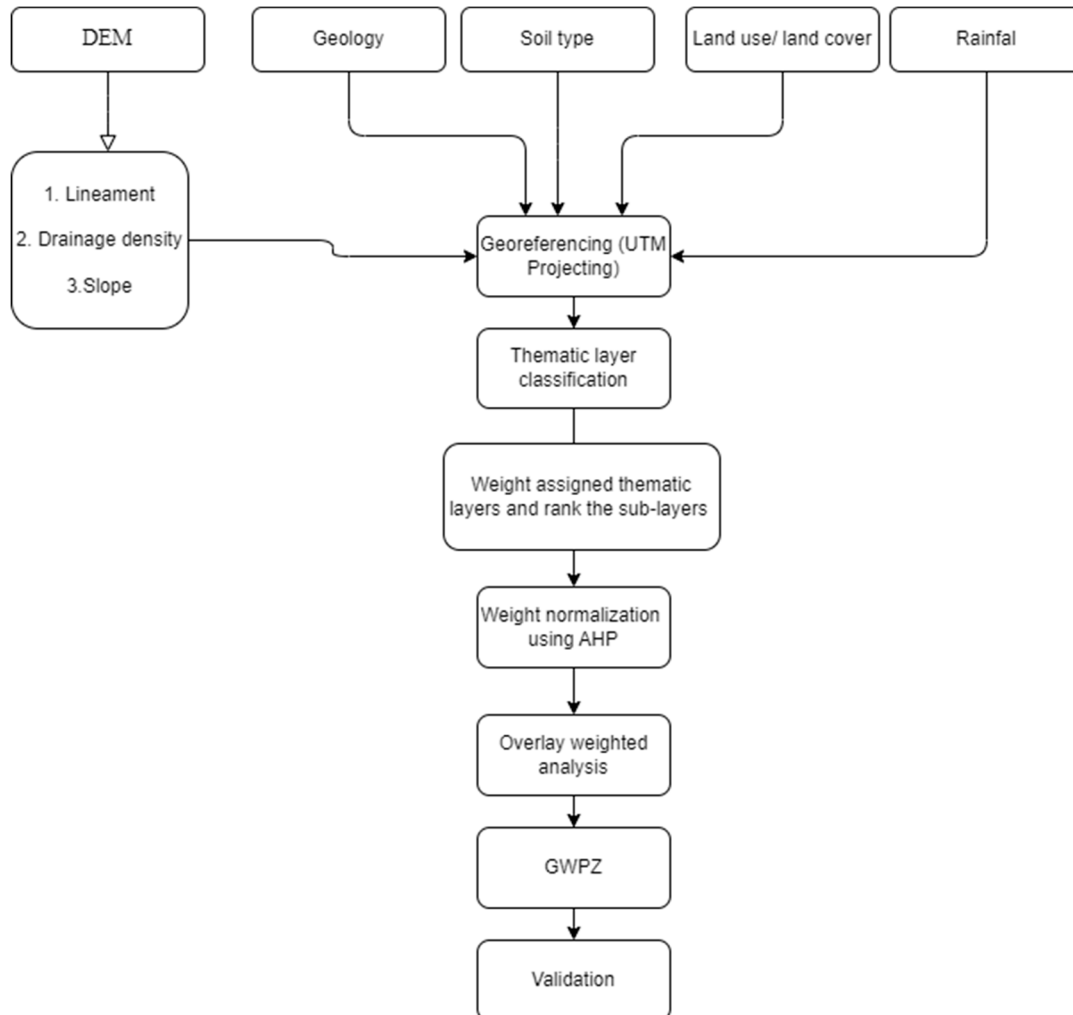 DEM
Geology
Soil type
Land use/ land cover
Rainfal
1. Lineament
2. Drainage density
3.Slope
Georeferencing (UTM
Projecting)
Thematic layer
classification
Weight assigned thematic
layers and rank the sub-layers
Weight normalization
using AHP
Overlay weighted
analysis
GWPZ
Validation